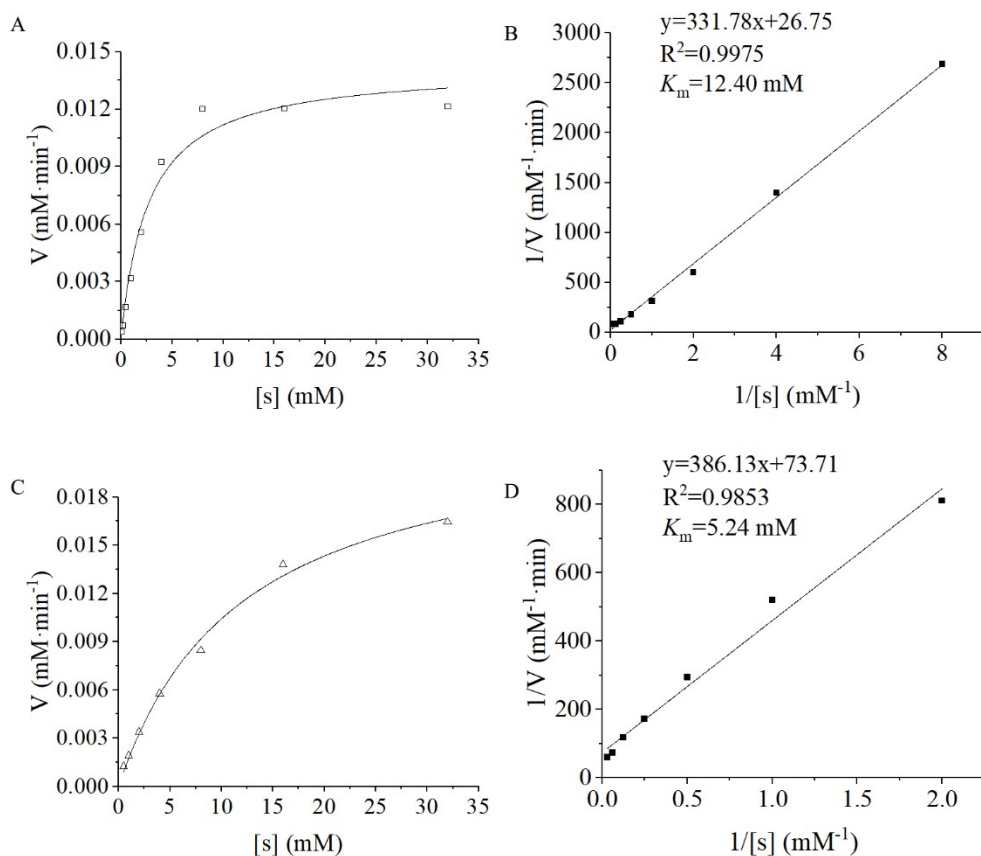 A
0.015
0.012
0.009
0.006
0.003
0.000
V (mM·min⁻¹)
0 5 10 15 20 25 30 35
[s] (mM)
B
y=331.78x+26.75
R²=0.9975
Kₘ=12.40 mM
3000
2500
2000
1500
1000
500
0
1/V (mM⁻¹·min)
0 2 4 6 8
1/[s] (mM⁻¹)
C
0.018
0.015
0.012
0.009
0.006
0.003
0.000
V (mM·min⁻¹)
0 5 10 15 20 25 30 35
[s] (mM)
D
y=386.13x+73.71
R²=0.9853
Kₘ=5.24 mM
800
600
400
200
0
1/V (mM⁻¹·min)
0.0 0.5 1.0 1.5 2.0
1/[s] (mM⁻¹)